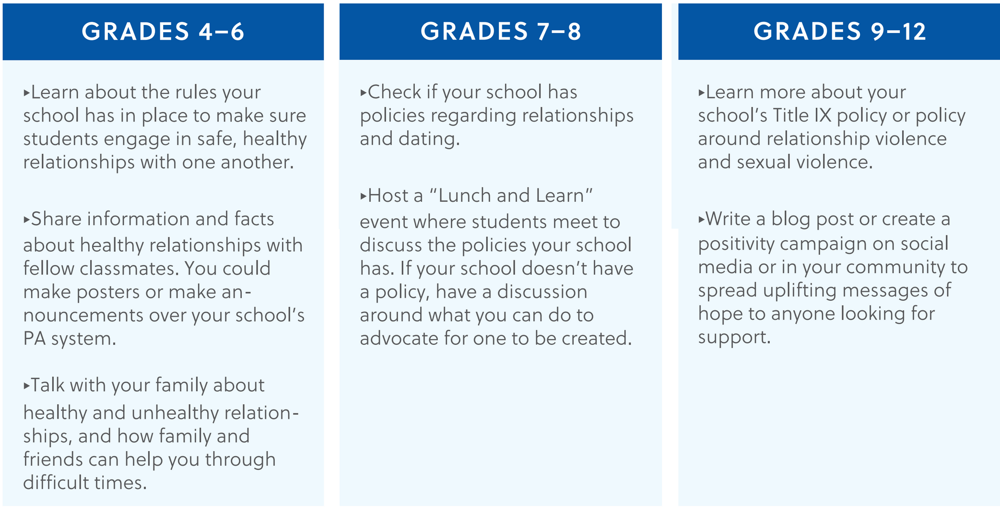 GRADES 4–6
▸Learn about the rules your
school has in place to make sure
students engage in safe, healthy
relationships with one another.
▸Share information and facts
about healthy relationships with
fellow classmates. You could
make posters or make an-
nouncements over your school’s
PA system.
▸Talk with your family about
healthy and unhealthy relation-
ships, and how family and
friends can help you through
difficult times.
GRADES 7–8
▸Check if your school has
policies regarding relationships
and dating.
▸Host a “Lunch and Learn”
event where students meet to
discuss the policies your school
has. If your school doesn’t have
a policy, have a discussion
around what you can do to
advocate for one to be created.
GRADES 9–12
▸Learn more about your
school’s Title IX policy or policy
around relationship violence
and sexual violence.
▸Write a blog post or create a
positivity campaign on social
media or in your community to
spread uplifting messages of
hope to anyone looking for
support.